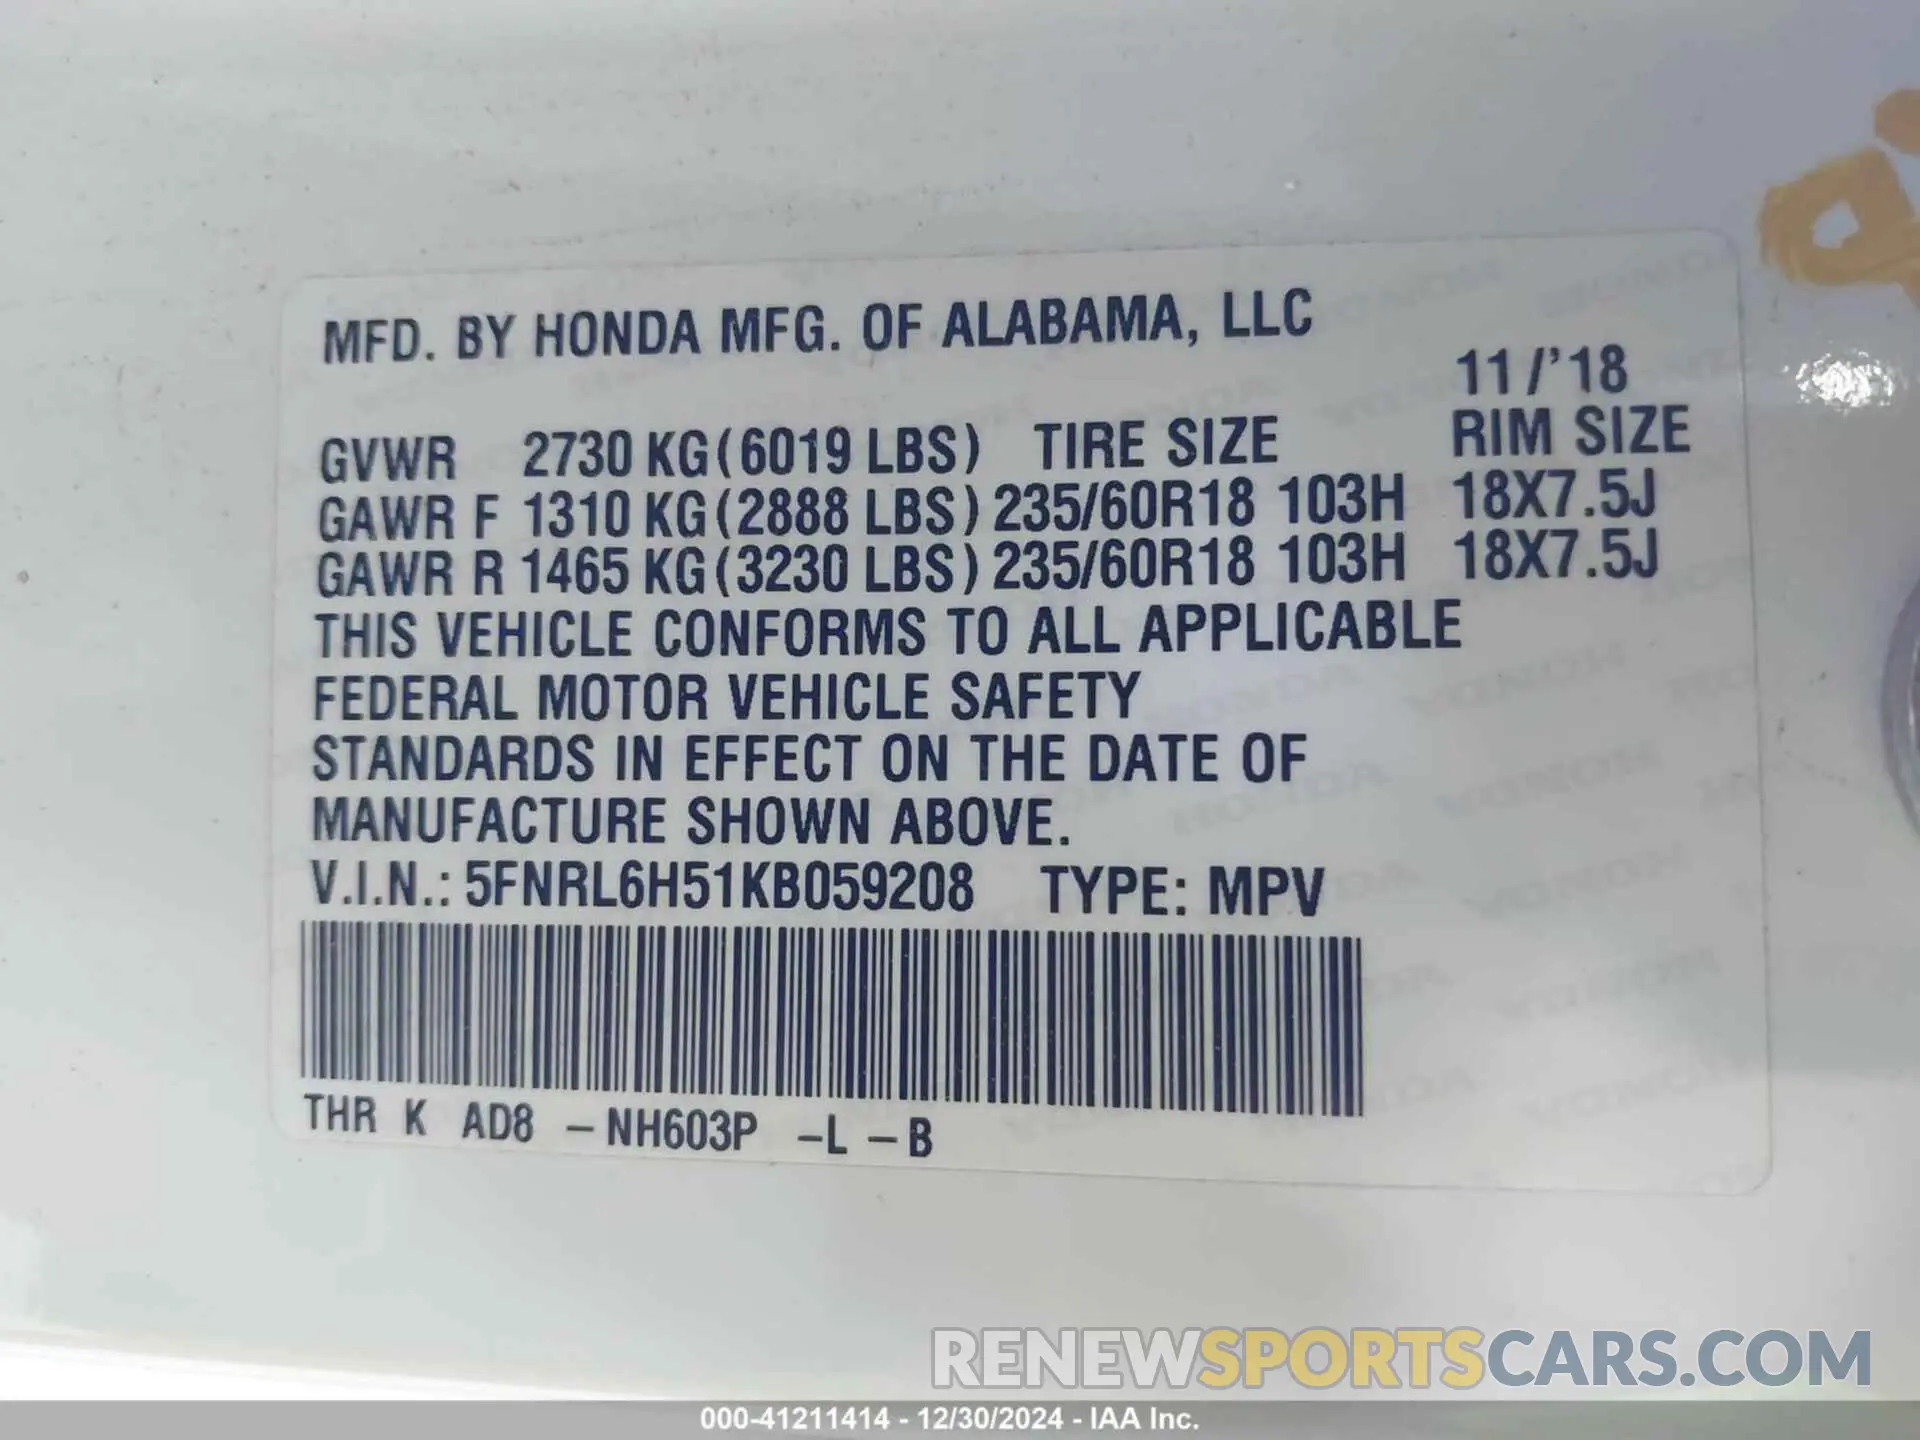 MFD. BY HONDA MFG. OF ALABAMA, LLC
11/'18
GVWR 2730 KG(6019 LBS) TIRE SIZE RIM SIZE
GAWR F 1310 KG(2888 LBS) 235/60R18 103H 18X7.5J
GAWR R 1465 KG(3230 LBS) 235/60R18 103H 18X7.5J
THIS VEHICLE CONFORMS TO ALL APPLICABLE
FEDERAL MOTOR VEHICLE SAFETY
STANDARDS IN EFFECT ON THE DATE OF
MANUFACTURE SHOWN ABOVE.
V.I.N.: 5FNRL6H51KB059208 TYPE: MPV
THR K AD8 –NH603P –L –B
RENEWSPORTSCARS.COM
000-41211414 - 12/30/2024 - IAA Inc.